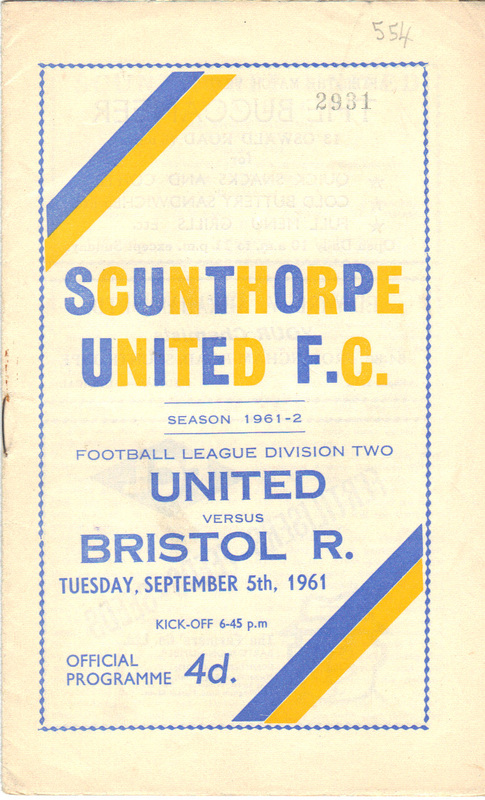 554
2931
SCUNTHORPE
UNITED F.C.
SEASON 1961-2
FOOTBALL LEAGUE DIVISION TWO
UNITED
VERSUS
BRISTOL R.
TUESDAY, SEPTEMBER 5th, 1961
KICK-OFF 6-45 p.m
OFFICIAL
PROGRAMME 4d.